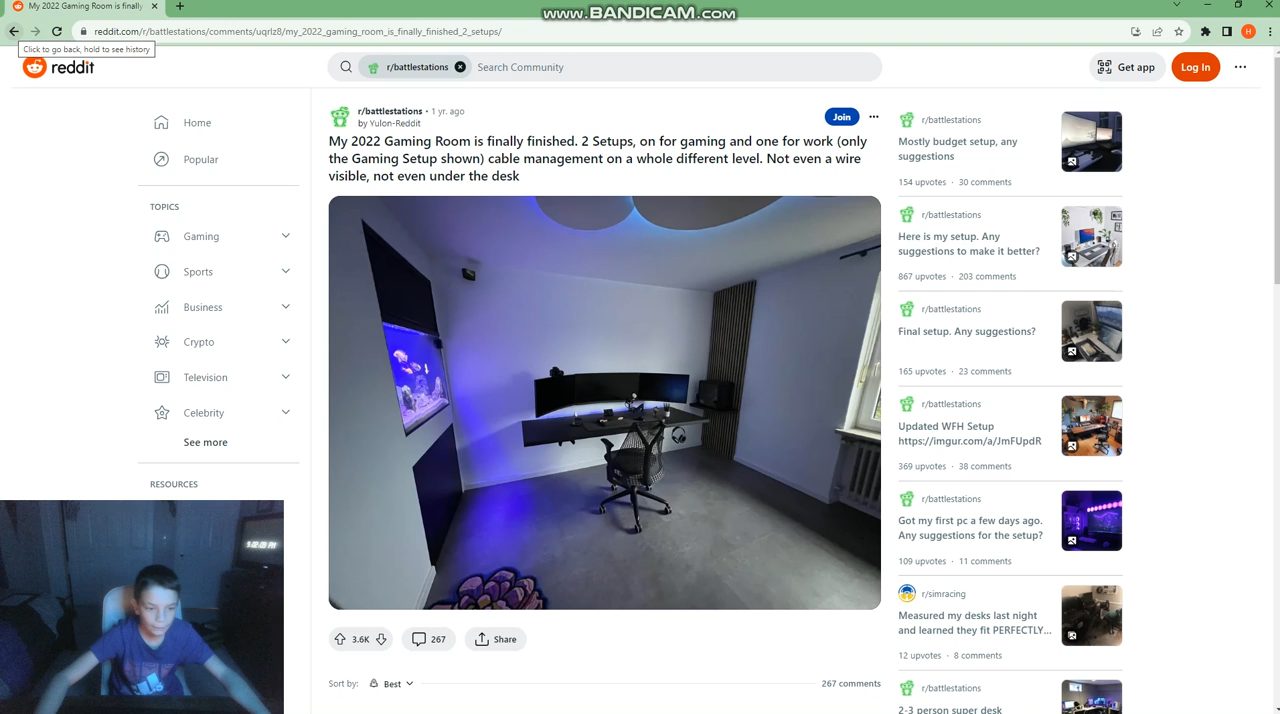 My 2022 Gaming Room is finally
www.BANDICAM.com
reddit.com/r/battlestations/comments/uqrlz8/my_2022_gaming_room_is_finally_finished_2_setups/
H
Click to go back, hold to see history
reddit
r/battlestations
Search Community
Get app
Log In
Home
Popular
TOPICS
Gaming
Sports
Business
Crypto
Television
Celebrity
See more
RESOURCES
r/battlestations • 1 yr. ago
by Yulon-Reddit
Join
My 2022 Gaming Room is finally finished. 2 Setups, on for gaming and one for work (only
the Gaming Setup shown) cable management on a whole different level. Not even a wire
visible, not even under the desk
3.6K
267
Share
Sort by:
Best
267 comments
r/battlestations
Mostly budget setup, any
suggestions
154 upvotes · 30 comments
r/battlestations
Here is my setup. Any
suggestions to make it better?
867 upvotes · 203 comments
r/battlestations
Final setup. Any suggestions?
165 upvotes · 23 comments
r/battlestations
Updated WFH Setup
https://imgur.com/a/JmFUpdR
369 upvotes · 38 comments
r/battlestations
Got my first pc a few days ago.
Any suggestions for the setup?
109 upvotes · 11 comments
r/simracing
Measured my desks last night
and learned they fit PERFECTLY...
12 upvotes · 8 comments
r/battlestations
2-3 person super desk